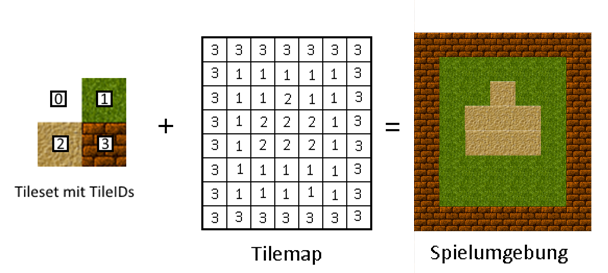 0 1
2 3
Tileset mit TileIDs
+
3 3 3 3 3 3 3
3 1 1 1 1 1 3
3 1 1 2 1 1 3
3 1 2 2 2 1 3
3 1 2 2 2 1 3
3 1 1 1 1 1 3
3 1 1 1 1 1 3
3 3 3 3 3 3 3
Tilemap
=
Spielumgebung